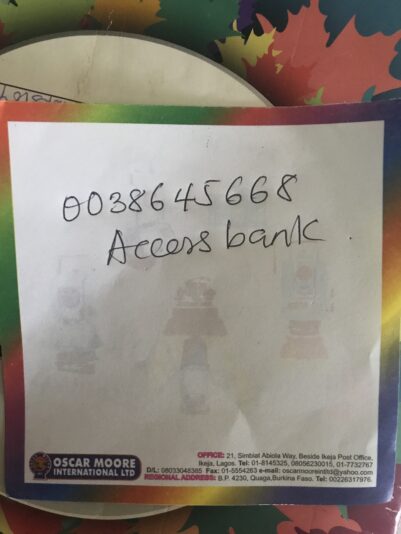 0038645668
Access bank
OSCAR MOORE
INTERNATIONAL LTD
OFFICE: 21, Simbiat Abiola Way, Beside Ikeja Post Office,
Ikeja, Lagos. Tel: 01-8145325, 08056230015, 01-7732767
D/L: 08033048385 Fax: 01-5554263 e-mail: oscarmooreintltd@yahoo.com
REGIONAL ADDRESS: B.P. 4230, Quaga,Burkina Faso. Tel: 00226317976.